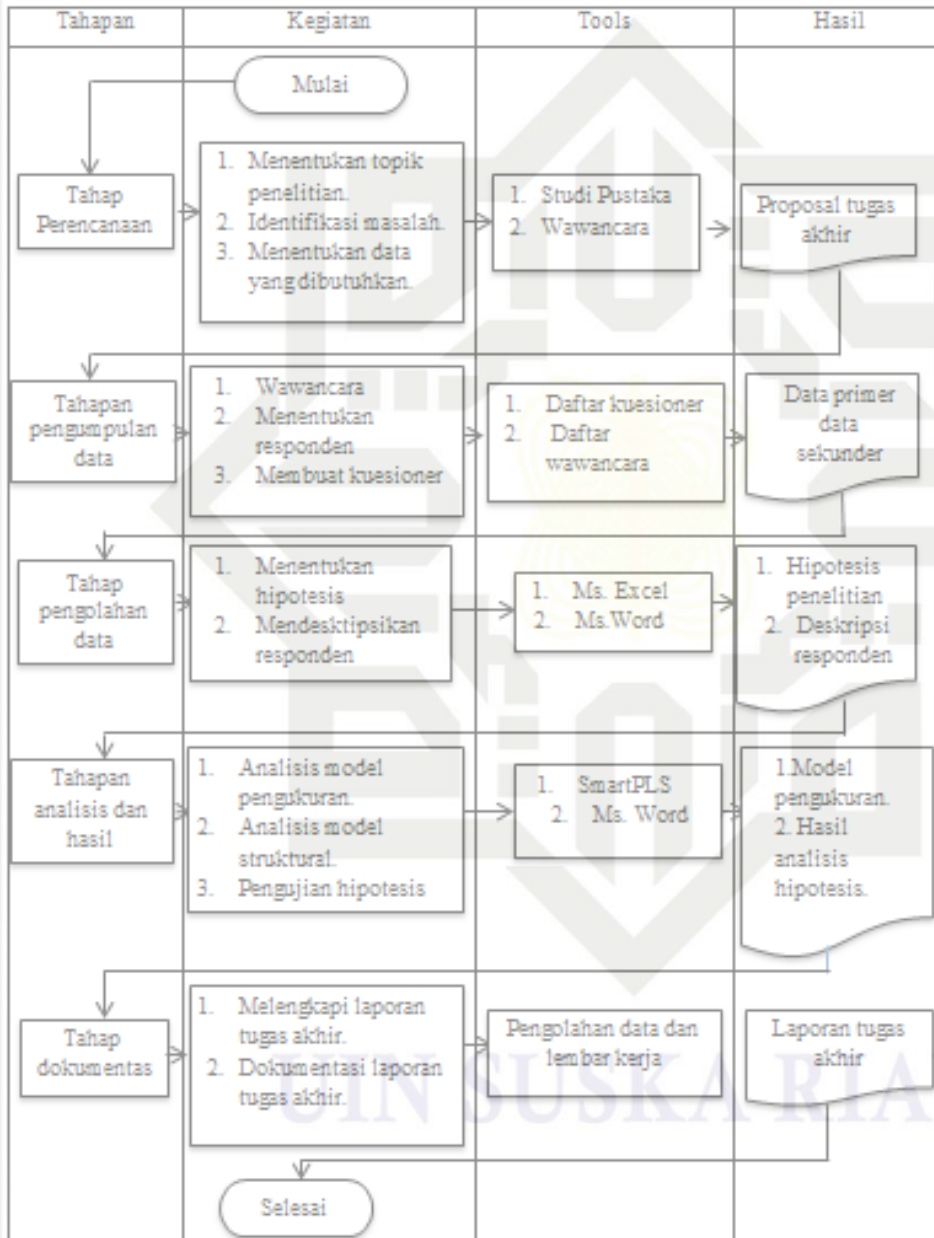 Tahapan
Kegiatan
Tools
Hasil
Mulai
Tahap
Perencanaan
1. Menentukan topik
penelitian.
2. Identifikasi masalah.
3. Menentukan data
yang dibutuhkan.
1. Studi Pustaka
2. Wawancara
Proposal tugas
akhir
Tahapan
pengumpulan
data
1. Wawancara
2. Menentukan
responden
3. Membuat kuesioner
1. Daftar kuesioner
2. Daftar
wawancara
Data primer
data
sekunder
Tahap
pengolahan
data
1. Menentukan
hipotesis
2. Mendesktipsikan
responden
1. Ms. Excel
2. Ms.Word
1. Hipotesis
penelitian
2. Deskripsi
responden
Tahapan
analisis dan
hasil
1. Analisis model
pengukuran.
2. Analisis model
struktural.
3. Pengujian hipotesis
1. SmartPLS
2. Ms. Word
1.Model
pengukuran.
2. Hasil
analisis
hipotesis.
Tahap
dokumentas
1. Melengkapi laporan
tugas akhir.
2. Dokumentasi laporan
tugas akhir.
Pengolahan data dan
lembar kerja
Laporan tugas
akhir
UIN SUSKA RIA
Selesai